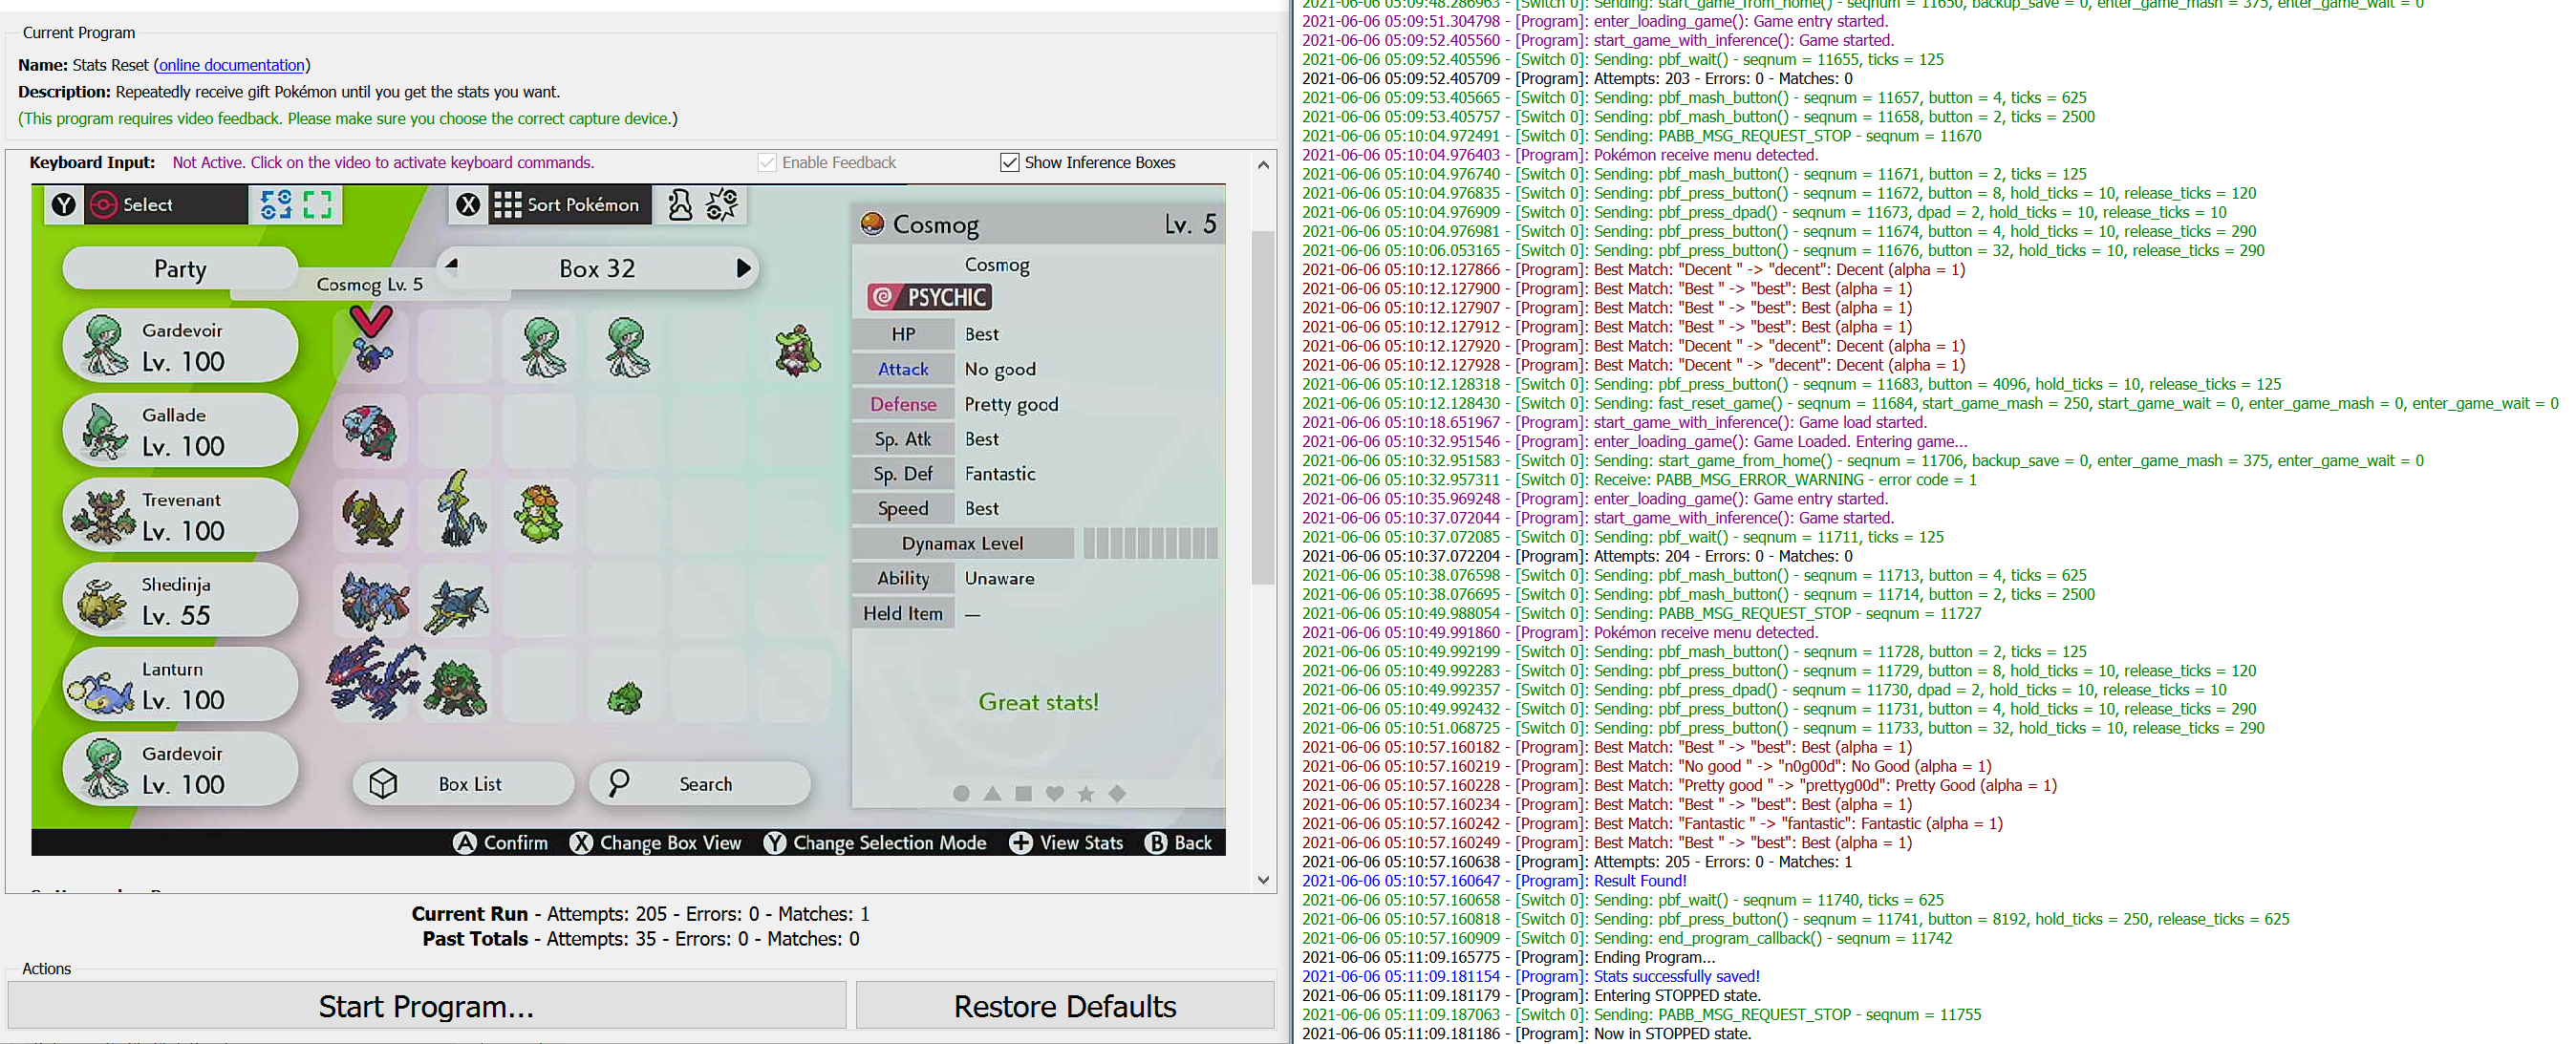 Current Program
Name: Stats Reset (online documentation)
Description: Repeatedly receive gift Pokémon until you get the stats you want.
(This program requires video feedback. Please make sure you choose the correct capture device.)
Keyboard Input: Not Active. Click on the video to activate keyboard commands.
Enable Feedback
Show Inference Boxes
Y Select
X Sort Pokémon
Party
Box 32
Cosmog Lv. 5
Gardevoir
Lv. 100
Gallade
Lv. 100
Trevenant
Lv. 100
Shedinja
Lv. 55
Lanturn
Lv. 100
Gardevoir
Lv. 100
Box List
Search
Cosmog Lv. 5
Cosmog
PSYCHIC
HP Best
Attack No good
Defense Pretty good
Sp. Atk Best
Sp. Def Fantastic
Speed Best
Dynamax Level
Ability Unaware
Held Item —
Great stats!
A Confirm X Change Box View Y Change Selection Mode + View Stats B Back
Current Run - Attempts: 205 - Errors: 0 - Matches: 1
Past Totals - Attempts: 35 - Errors: 0 - Matches: 0
Actions
Start Program...
Restore Defaults
2021-06-06 05:09:48.286963 - [Switch 0]: Sending: start_game_from_home() - seqnum = 11650, backup_save = 0, enter_game_mash = 375, enter_game_wait = 0
2021-06-06 05:09:51.304798 - [Program]: enter_loading_game(): Game entry started.
2021-06-06 05:09:52.405560 - [Program]: start_game_with_inference(): Game started.
2021-06-06 05:09:52.405596 - [Switch 0]: Sending: pbf_wait() - seqnum = 11655, ticks = 125
2021-06-06 05:09:52.405709 - [Program]: Attempts: 203 - Errors: 0 - Matches: 0
2021-06-06 05:09:53.405665 - [Switch 0]: Sending: pbf_mash_button() - seqnum = 11657, button = 4, ticks = 625
2021-06-06 05:09:53.405757 - [Switch 0]: Sending: pbf_mash_button() - seqnum = 11658, button = 2, ticks = 2500
2021-06-06 05:10:04.972491 - [Switch 0]: Sending: PABB_MSG_REQUEST_STOP - seqnum = 11670
2021-06-06 05:10:04.976403 - [Program]: Pokémon receive menu detected.
2021-06-06 05:10:04.976740 - [Switch 0]: Sending: pbf_mash_button() - seqnum = 11671, button = 2, ticks = 125
2021-06-06 05:10:04.976835 - [Switch 0]: Sending: pbf_press_button() - seqnum = 11672, button = 8, hold_ticks = 10, release_ticks = 120
2021-06-06 05:10:04.976909 - [Switch 0]: Sending: pbf_press_dpad() - seqnum = 11673, dpad = 2, hold_ticks = 10, release_ticks = 10
2021-06-06 05:10:04.976981 - [Switch 0]: Sending: pbf_press_button() - seqnum = 11674, button = 4, hold_ticks = 10, release_ticks = 290
2021-06-06 05:10:06.053165 - [Switch 0]: Sending: pbf_press_button() - seqnum = 11676, button = 32, hold_ticks = 10, release_ticks = 290
2021-06-06 05:10:12.127866 - [Program]: Best Match: "Decent " -> "decent": Decent (alpha = 1)
2021-06-06 05:10:12.127900 - [Program]: Best Match: "Best " -> "best": Best (alpha = 1)
2021-06-06 05:10:12.127907 - [Program]: Best Match: "Best " -> "best": Best (alpha = 1)
2021-06-06 05:10:12.127912 - [Program]: Best Match: "Best " -> "best": Best (alpha = 1)
2021-06-06 05:10:12.127920 - [Program]: Best Match: "Decent " -> "decent": Decent (alpha = 1)
2021-06-06 05:10:12.127928 - [Program]: Best Match: "Decent " -> "decent": Decent (alpha = 1)
2021-06-06 05:10:12.128318 - [Switch 0]: Sending: pbf_press_button() - seqnum = 11683, button = 4096, hold_ticks = 10, release_ticks = 125
2021-06-06 05:10:12.128430 - [Switch 0]: Sending: fast_reset_game() - seqnum = 11684, start_game_mash = 250, start_game_wait = 0, enter_game_mash = 0, enter_game_wait = 0
2021-06-06 05:10:18.651967 - [Program]: start_game_with_inference(): Game load started.
2021-06-06 05:10:32.951546 - [Program]: enter_loading_game(): Game Loaded. Entering game...
2021-06-06 05:10:32.951583 - [Switch 0]: Sending: start_game_from_home() - seqnum = 11706, backup_save = 0, enter_game_mash = 375, enter_game_wait = 0
2021-06-06 05:10:32.957311 - [Switch 0]: Receive: PABB_MSG_ERROR_WARNING - error code = 1
2021-06-06 05:10:35.969248 - [Program]: enter_loading_game(): Game entry started.
2021-06-06 05:10:37.072044 - [Program]: start_game_with_inference(): Game started.
2021-06-06 05:10:37.072085 - [Switch 0]: Sending: pbf_wait() - seqnum = 11711, ticks = 125
2021-06-06 05:10:37.072204 - [Program]: Attempts: 204 - Errors: 0 - Matches: 0
2021-06-06 05:10:38.076598 - [Switch 0]: Sending: pbf_mash_button() - seqnum = 11713, button = 4, ticks = 625
2021-06-06 05:10:38.076695 - [Switch 0]: Sending: pbf_mash_button() - seqnum = 11714, button = 2, ticks = 2500
2021-06-06 05:10:49.988054 - [Switch 0]: Sending: PABB_MSG_REQUEST_STOP - seqnum = 11727
2021-06-06 05:10:49.991860 - [Program]: Pokémon receive menu detected.
2021-06-06 05:10:49.992199 - [Switch 0]: Sending: pbf_mash_button() - seqnum = 11728, button = 2, ticks = 125
2021-06-06 05:10:49.992283 - [Switch 0]: Sending: pbf_press_button() - seqnum = 11729, button = 8, hold_ticks = 10, release_ticks = 120
2021-06-06 05:10:49.992357 - [Switch 0]: Sending: pbf_press_dpad() - seqnum = 11730, dpad = 2, hold_ticks = 10, release_ticks = 10
2021-06-06 05:10:49.992432 - [Switch 0]: Sending: pbf_press_button() - seqnum = 11731, button = 4, hold_ticks = 10, release_ticks = 290
2021-06-06 05:10:51.068725 - [Switch 0]: Sending: pbf_press_button() - seqnum = 11733, button = 32, hold_ticks = 10, release_ticks = 290
2021-06-06 05:10:57.160182 - [Program]: Best Match: "Best " -> "best": Best (alpha = 1)
2021-06-06 05:10:57.160219 - [Program]: Best Match: "No good " -> "n0g00d": No Good (alpha = 1)
2021-06-06 05:10:57.160228 - [Program]: Best Match: "Pretty good " -> "prettyg00d": Pretty Good (alpha = 1)
2021-06-06 05:10:57.160234 - [Program]: Best Match: "Best " -> "best": Best (alpha = 1)
2021-06-06 05:10:57.160242 - [Program]: Best Match: "Fantastic " -> "fantastic": Fantastic (alpha = 1)
2021-06-06 05:10:57.160249 - [Program]: Best Match: "Best " -> "best": Best (alpha = 1)
2021-06-06 05:10:57.160638 - [Program]: Attempts: 205 - Errors: 0 - Matches: 1
2021-06-06 05:10:57.160647 - [Program]: Result Found!
2021-06-06 05:10:57.160658 - [Switch 0]: Sending: pbf_wait() - seqnum = 11740, ticks = 625
2021-06-06 05:10:57.160818 - [Switch 0]: Sending: pbf_press_button() - seqnum = 11741, button = 8192, hold_ticks = 250, release_ticks = 625
2021-06-06 05:10:57.160909 - [Switch 0]: Sending: end_program_callback() - seqnum = 11742
2021-06-06 05:11:09.165775 - [Program]: Ending Program...
2021-06-06 05:11:09.181154 - [Program]: Stats successfully saved!
2021-06-06 05:11:09.181179 - [Program]: Entering STOPPED state.
2021-06-06 05:11:09.187063 - [Switch 0]: Sending: PABB_MSG_REQUEST_STOP - seqnum = 11755
2021-06-06 05:11:09.181186 - [Program]: Now in STOPPED state.